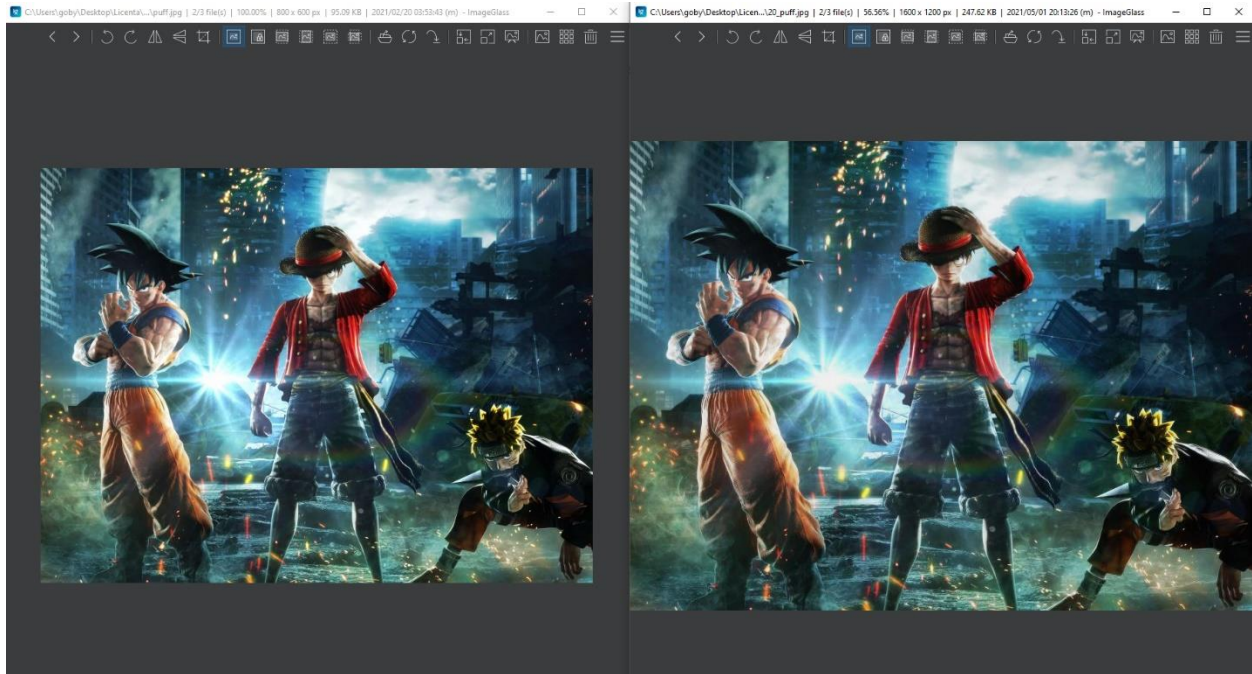 C:\Users\goby\Desktop\Licenta\...\puff.jpg | 2/3 file(s) | 100.00% | 800 x 600 px | 95.09 KB | 2021/02/20 03:53:43 (m) - ImageGlass
C:\Users\goby\Desktop\Licen...\20_puff.jpg | 2/3 file(s) | 56.56% | 1600 x 1200 px | 247.62 KB | 2021/05/01 20:13:26 (m) - ImageGlass